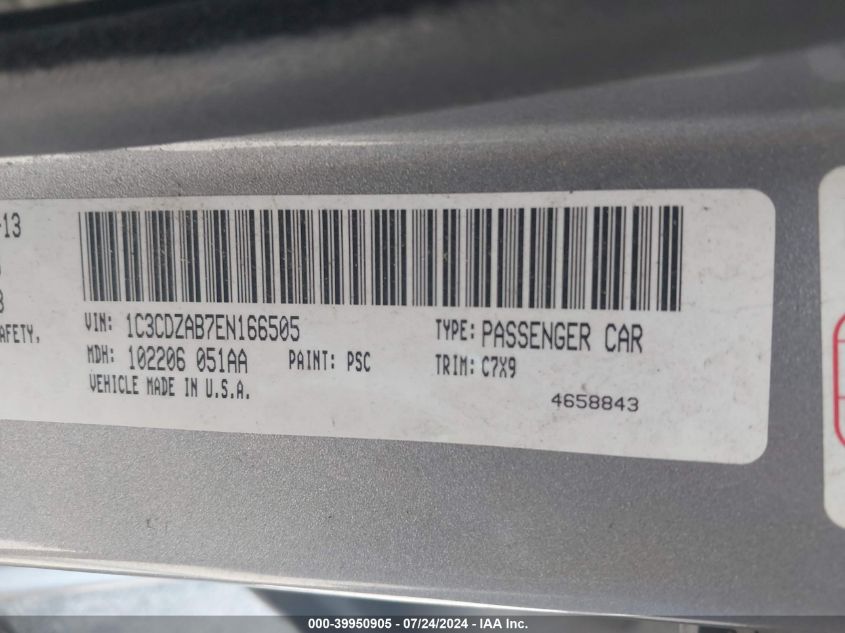 -13
8
AFETY.
VIN: 1C3CDZAB7EN166505 TYPE: PASSENGER CAR
MDH: 102206 051AA PAINT: PSC TRIM: C7X9
VEHICLE MADE IN U.S.A. 4658843
000-39950905 - 07/24/2024 - IAA Inc.